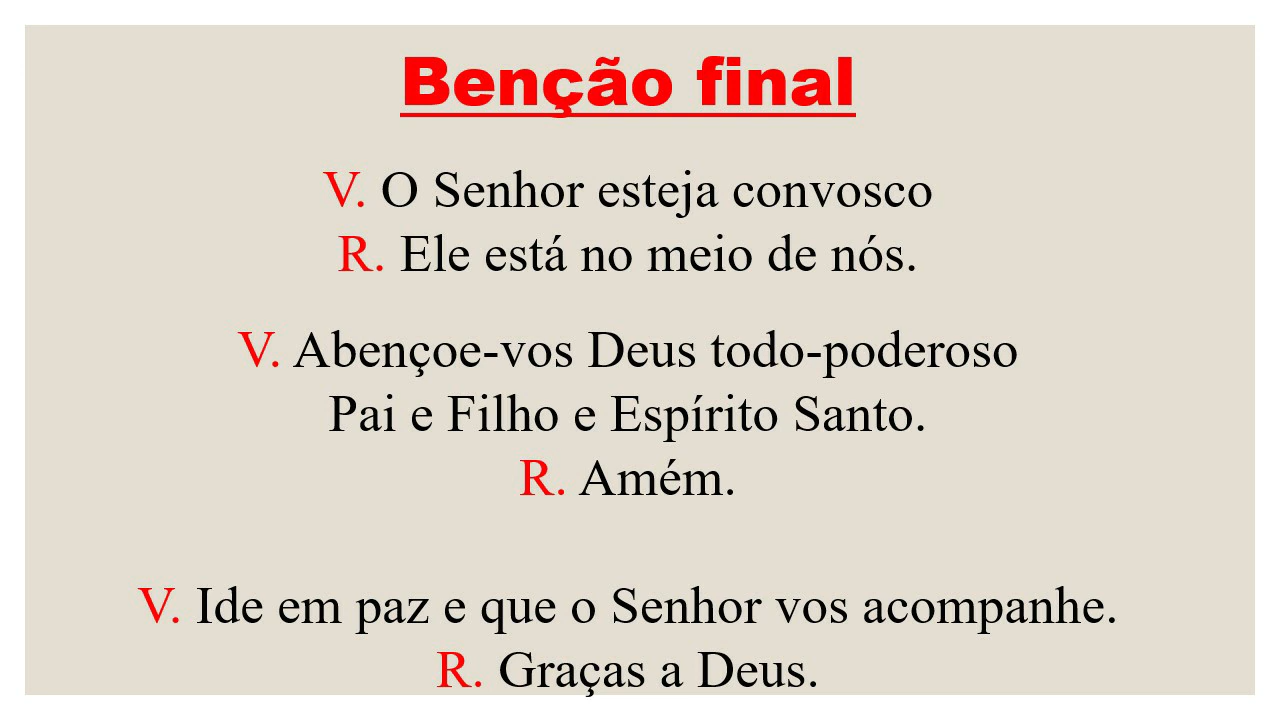 Benção final
V. O Senhor esteja convosco
R. Ele está no meio de nós.
V. Abençoe-vos Deus todo-poderoso
Pai e Filho e Espírito Santo.
R. Amém.
V. Ide em paz e que o Senhor vos acompanhe.
R. Graças a Deus.